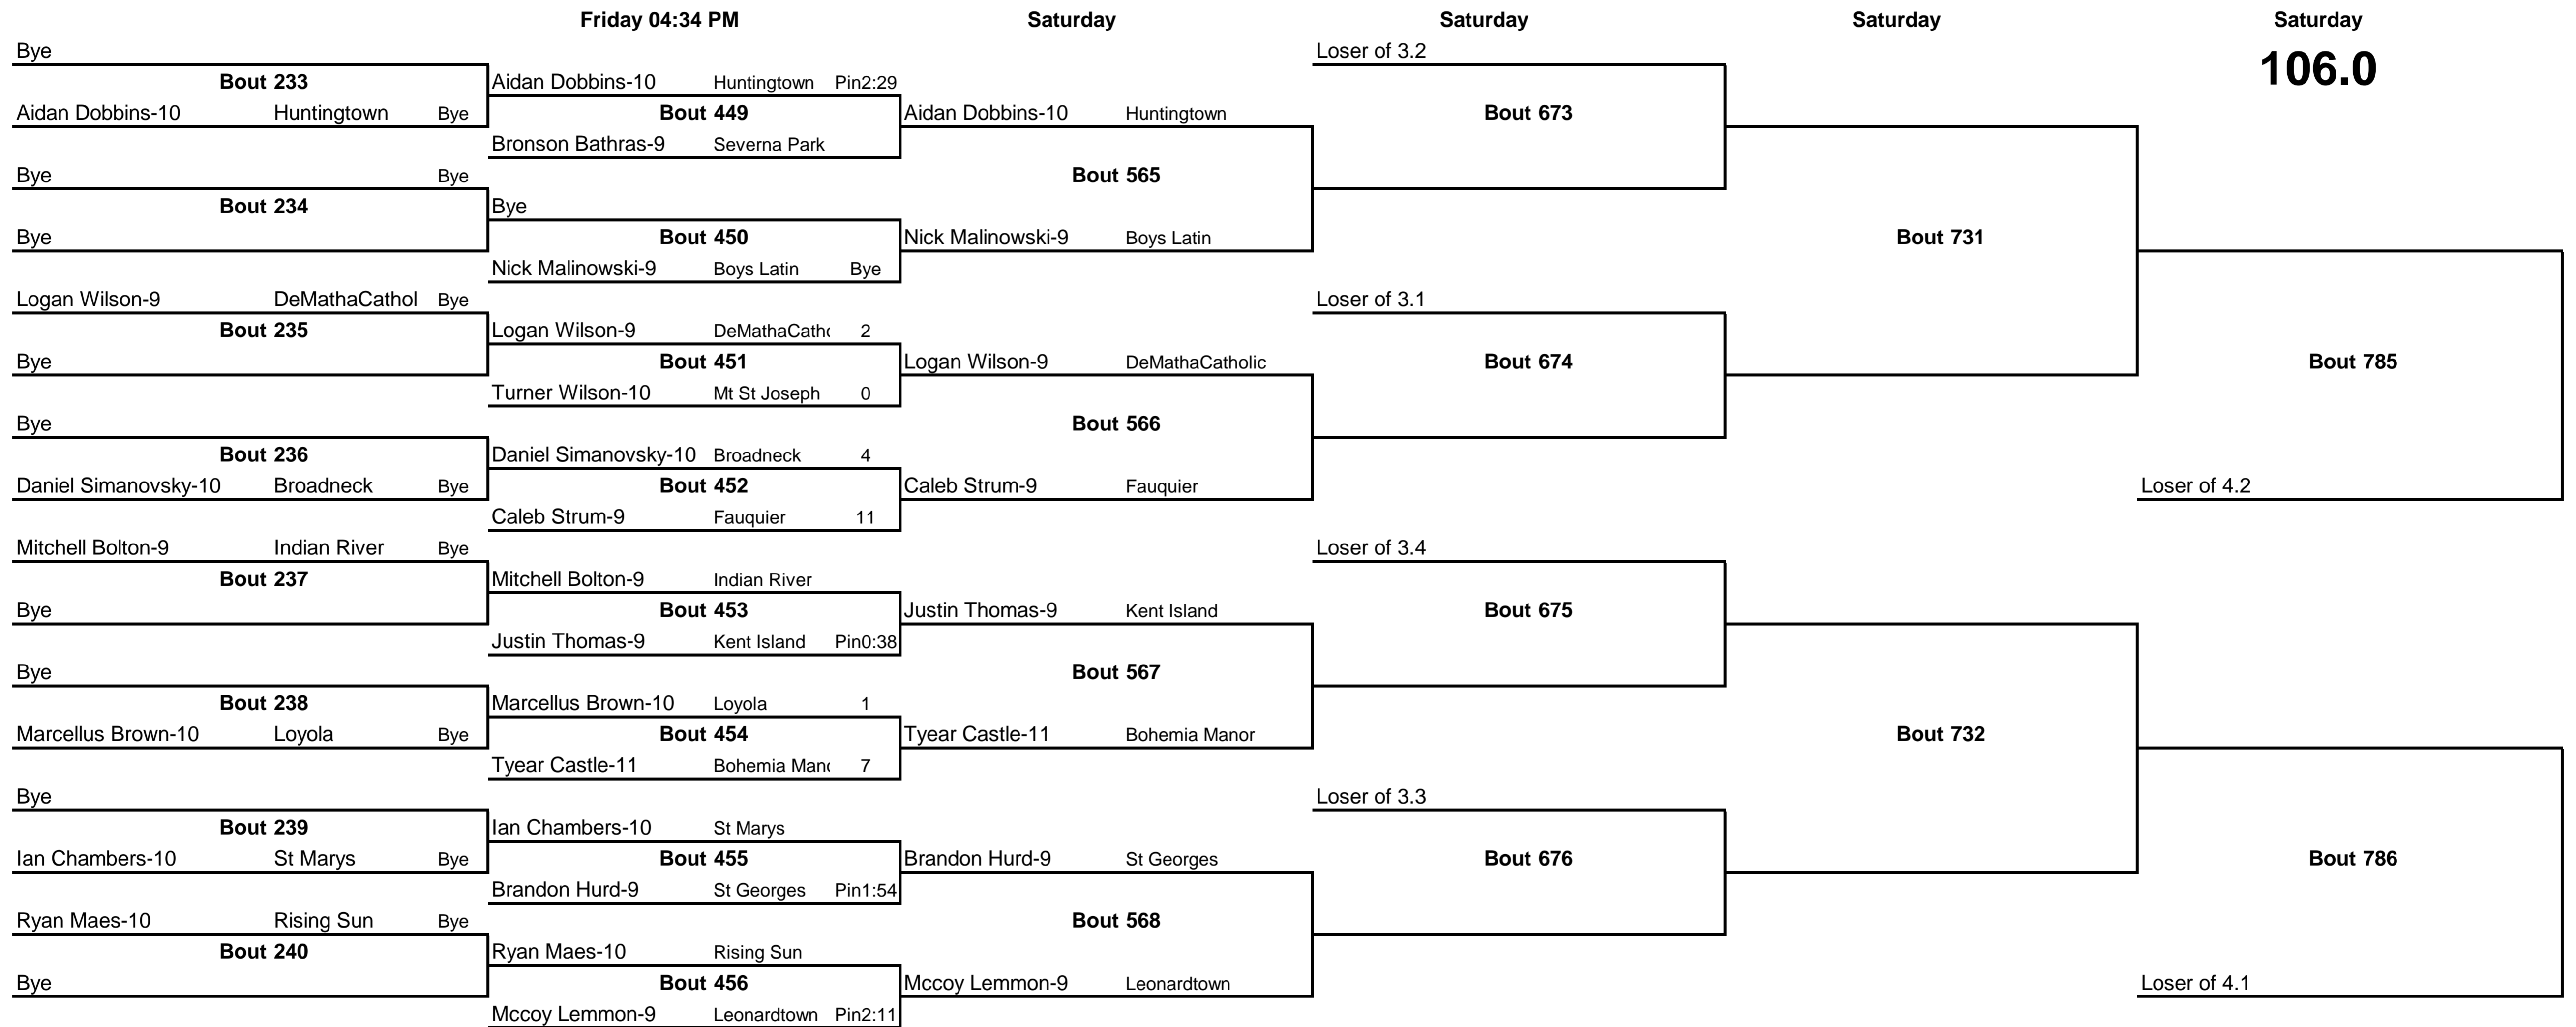 Friday 04:34 PM Saturday Saturday Saturday Saturday
106.0
Bye
Bout 233
Aidan Dobbins-10 Huntingtown Bye
Bye Bye
Bout 234
Bye
Logan Wilson-9 DeMathaCathol Bye
Bout 235
Bye
Bye
Bout 236
Daniel Simanovsky-10 Broadneck Bye
Mitchell Bolton-9 Indian River Bye
Bout 237
Bye
Bye
Bout 238
Marcellus Brown-10 Loyola Bye
Bye
Bout 239
Ian Chambers-10 St Marys Bye
Ryan Maes-10 Rising Sun Bye
Bout 240
Bye
Aidan Dobbins-10 Huntingtown Pin2:29
Bout 449
Bronson Bathras-9 Severna Park
Bye
Bout 450
Nick Malinowski-9 Boys Latin Bye
Logan Wilson-9 DeMathaCath 2
Bout 451
Turner Wilson-10 Mt St Joseph 0
Daniel Simanovsky-10 Broadneck 4
Bout 452
Caleb Strum-9 Fauquier 11
Mitchell Bolton-9 Indian River
Bout 453
Justin Thomas-9 Kent Island Pin0:38
Marcellus Brown-10 Loyola 1
Bout 454
Tyear Castle-11 Bohemia Man 7
Ian Chambers-10 St Marys
Bout 455
Brandon Hurd-9 St Georges Pin1:54
Ryan Maes-10 Rising Sun
Bout 456
Mccoy Lemmon-9 Leonardtown Pin2:11
Aidan Dobbins-10 Huntingtown
Bout 565
Nick Malinowski-9 Boys Latin
Logan Wilson-9 DeMathaCatholic
Bout 566
Caleb Strum-9 Fauquier
Justin Thomas-9 Kent Island
Bout 567
Tyear Castle-11 Bohemia Manor
Brandon Hurd-9 St Georges
Bout 568
Mccoy Lemmon-9 Leonardtown
Loser of 3.2
Bout 673
Loser of 3.1
Bout 674
Loser of 3.4
Bout 675
Loser of 3.3
Bout 676
Bout 731
Bout 732
Bout 785
Loser of 4.2
Bout 786
Loser of 4.1